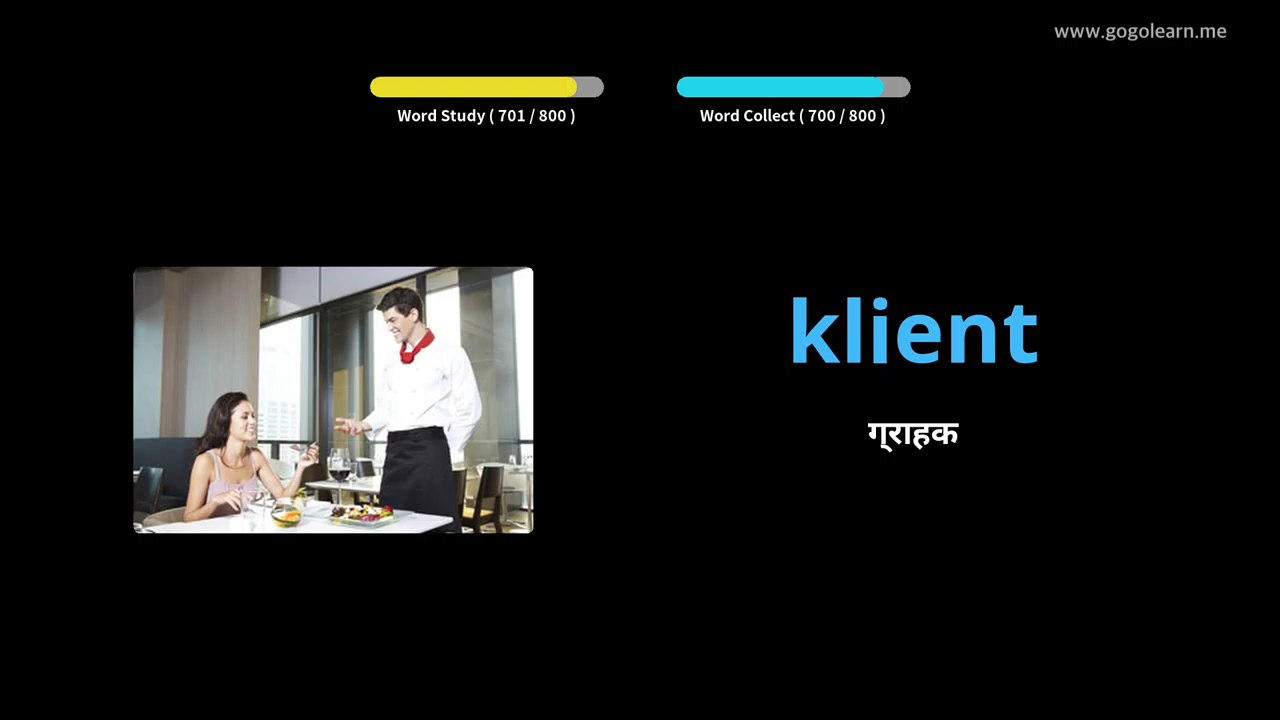 www.gogolearn.me
Word Study ( 701 / 800 )
Word Collect ( 700 / 800 )
klient
ग्राहक